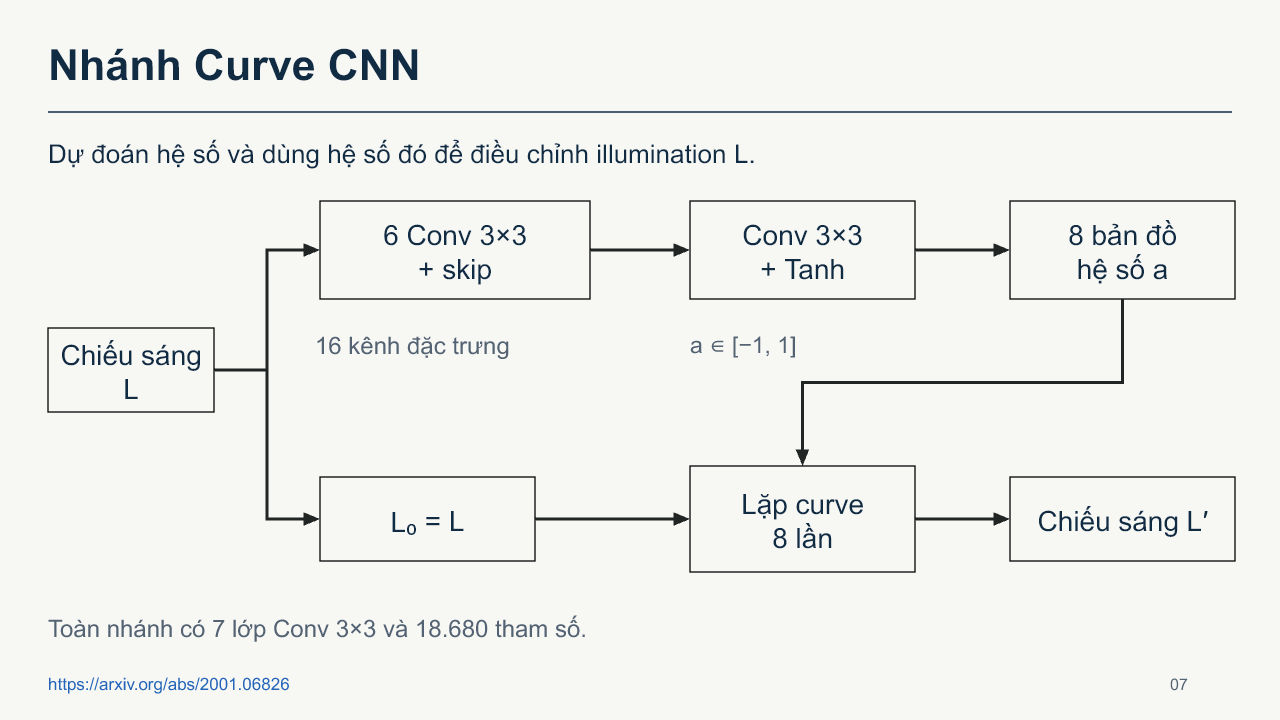 Nhánh Curve CNN
Dự đoán hệ số và dùng hệ số đó để điều chỉnh illumination L.
6 Conv 3×3
+ skip
Conv 3×3
+ Tanh
8 bản đồ
hệ số a
16 kênh đặc trưng
a ∈ [−1, 1]
Chiếu sáng
L
L₀ = L
Lặp curve
8 lần
Chiếu sáng L′
Toàn nhánh có 7 lớp Conv 3×3 và 18.680 tham số.
https://arxiv.org/abs/2001.06826
07